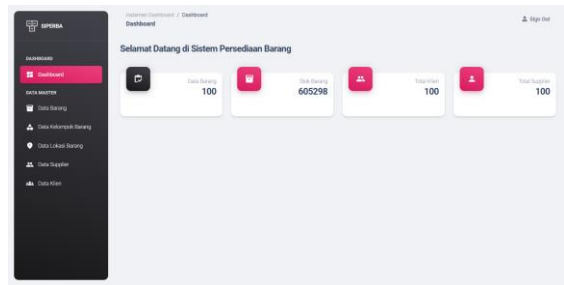 SIPERBA
DASHBOARD
Dashboard
DATA MASTER
Data Barang
Data Kelompok Barang
Data Lokasi Barang
Data Supplier
Data Klien
Halaman Dashboard / Dashboard
Dashboard
Sign Out
Selamat Datang di Sistem Persediaan Barang
Data Barang
100
Stok Barang
605298
Total Klien
100
Total Supplier
100